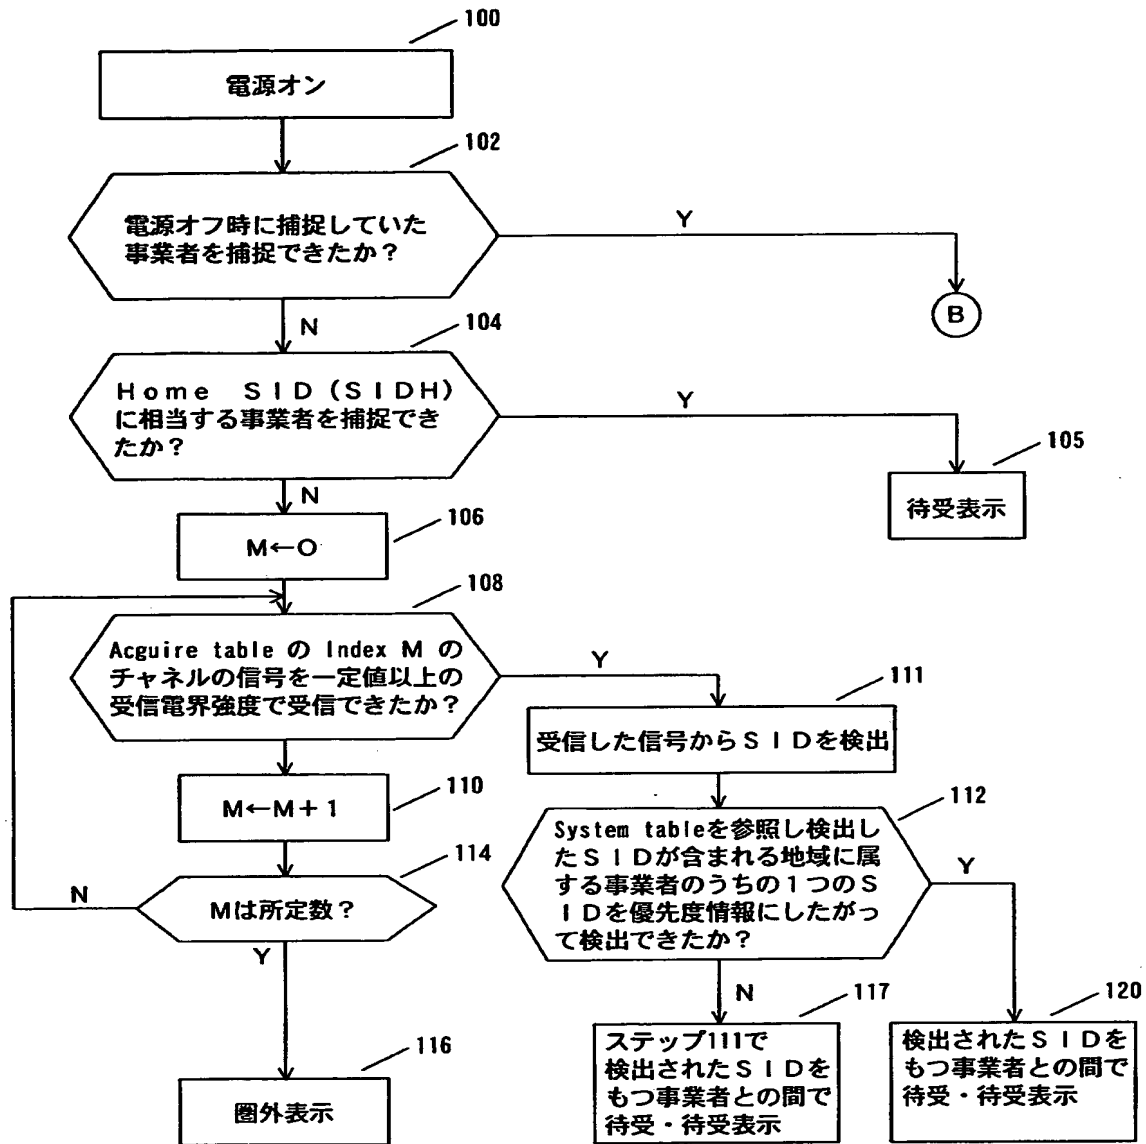 100
電源オン
102
電源オフ時に捕捉していた
事業者を捕捉できたか？
Y
B
N
104
Ｈｏｍｅ　ＳＩＤ（ＳＩＤＨ）
に相当する事業者を捕捉でき
たか？
Y
105
待受表示
N
106
M←O
108
Acguire table の Index M の
チャネルの信号を一定値以上の
受信電界強度で受信できたか？
Y
111
受信した信号からＳＩＤを検出
110
M←M＋1
112
System tableを参照し検出し
たＳＩＤが含まれる地域に属
する事業者のうちの１つのＳ
ＩＤを優先度情報にしたがっ
て検出できたか？
Y
114
Mは所定数？
N
Y
N
117
ステップ111で
検出されたＳＩＤを
もつ事業者との間で
待受・待受表示
120
検出されたＳＩＤを
もつ事業者との間で
待受・待受表示
116
圏外表示